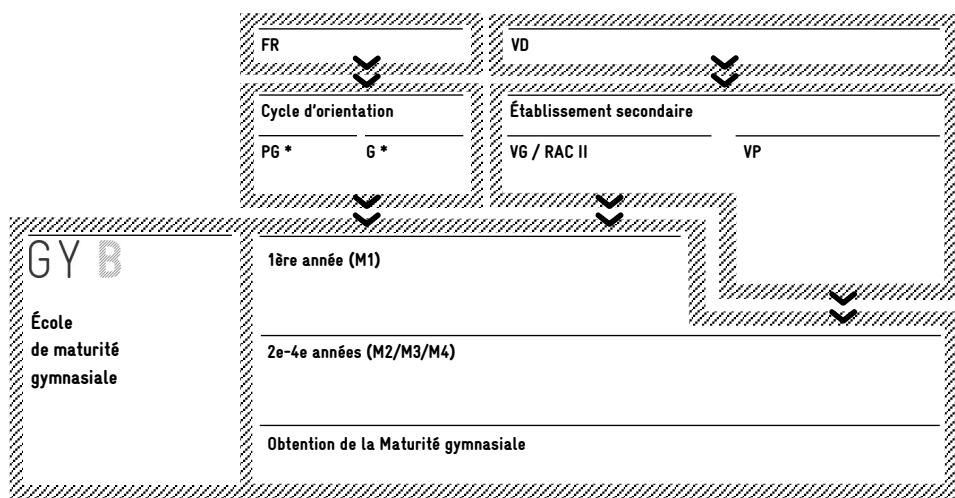 FR
VD
Cycle d'orientation
Établissement secondaire
PG *
G *
VG / RAC II
VP
GY B
1ère année (M1)
École
de maturité
gymnasiale
2e-4e années (M2/M3/M4)
Obtention de la Maturité gymnasiale